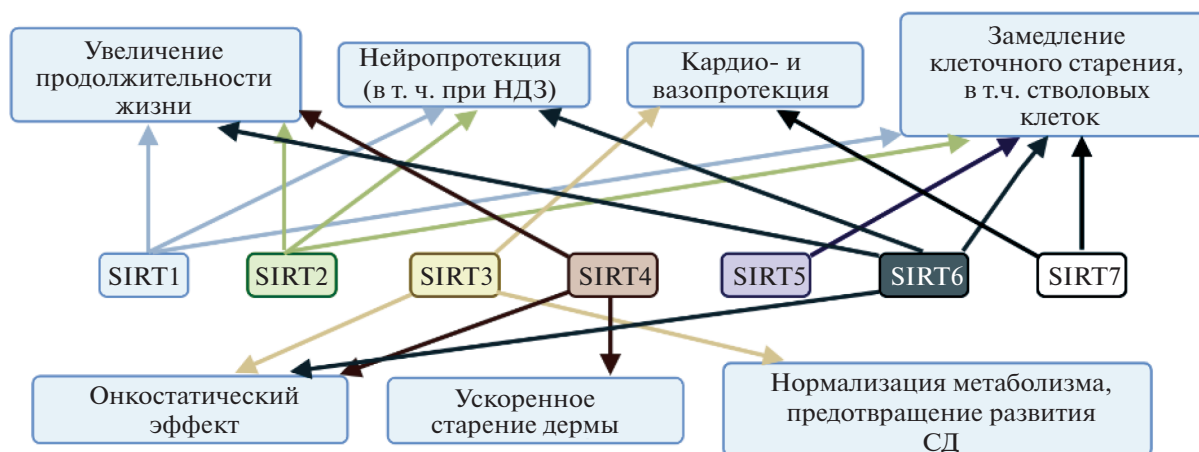 Увеличение
продолжительности
жизни
Нейропротекция
(в т. ч. при НДЗ)
Кардио- и
вазопротекция
Замедление
клеточного старения,
в т.ч. стволовых
клеток
SIRT1
SIRT2
SIRT3
SIRT4
SIRT5
SIRT6
SIRT7
Онкостатический
эффект
Ускоренное
старение дермы
Нормализация метаболизма,
предотвращение развития
СД